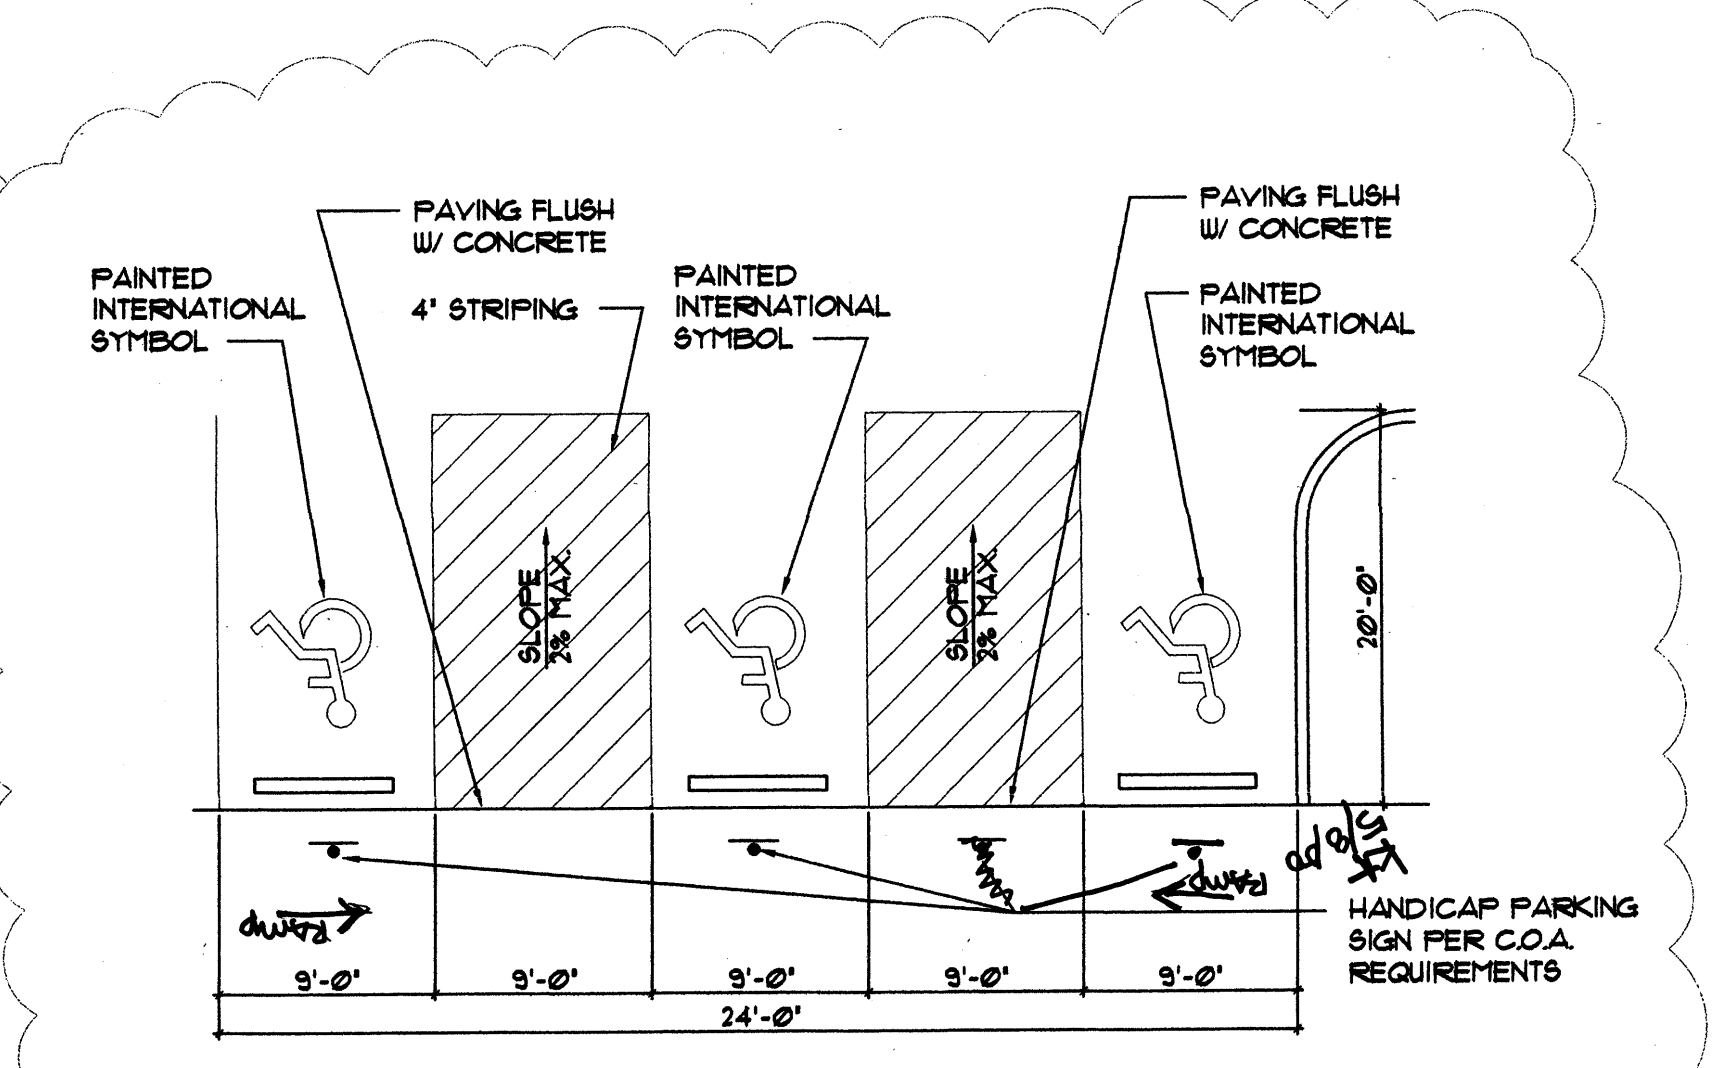 PAVING FLUSH
W/ CONCRETE
PAVING FLUSH
W/ CONCRETE
PAINTED
INTERNATIONAL
SYMBOL
4" STRIPING
PAINTED
INTERNATIONAL
SYMBOL
PAINTED
INTERNATIONAL
SYMBOL
SLOPE
2% MAX.
SLOPE
2% MAX.
20'-0"
RAMP
RAMP
HANDICAP PARKING
SIGN PER C.O.A.
REQUIREMENTS
9'-0"
9'-0"
9'-0"
9'-0"
9'-0"
24'-0"